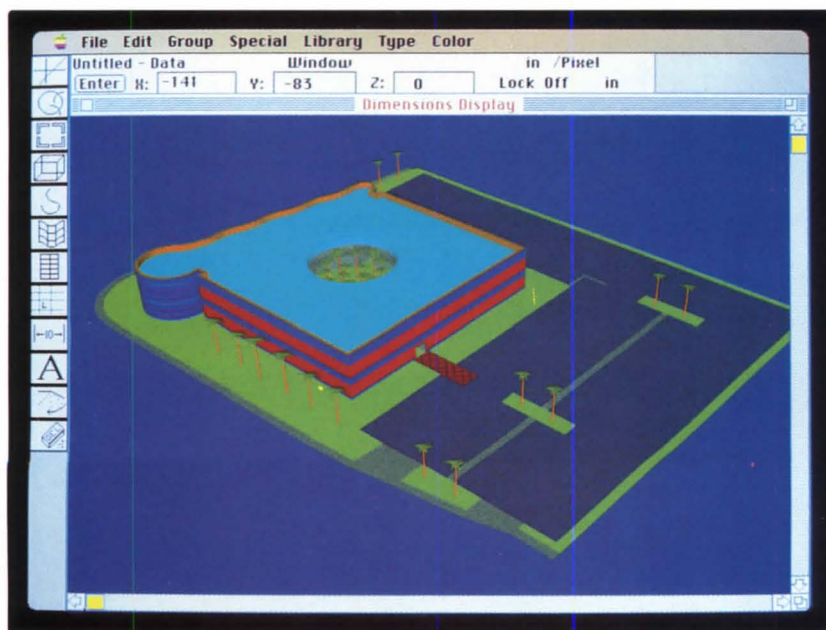 File Edit Group Special Library Type Color
Untitled - Data Window in /Pixel
Enter X: -141 Y: -83 Z: 0 Lock Off in
Dimensions Display
L
10
A